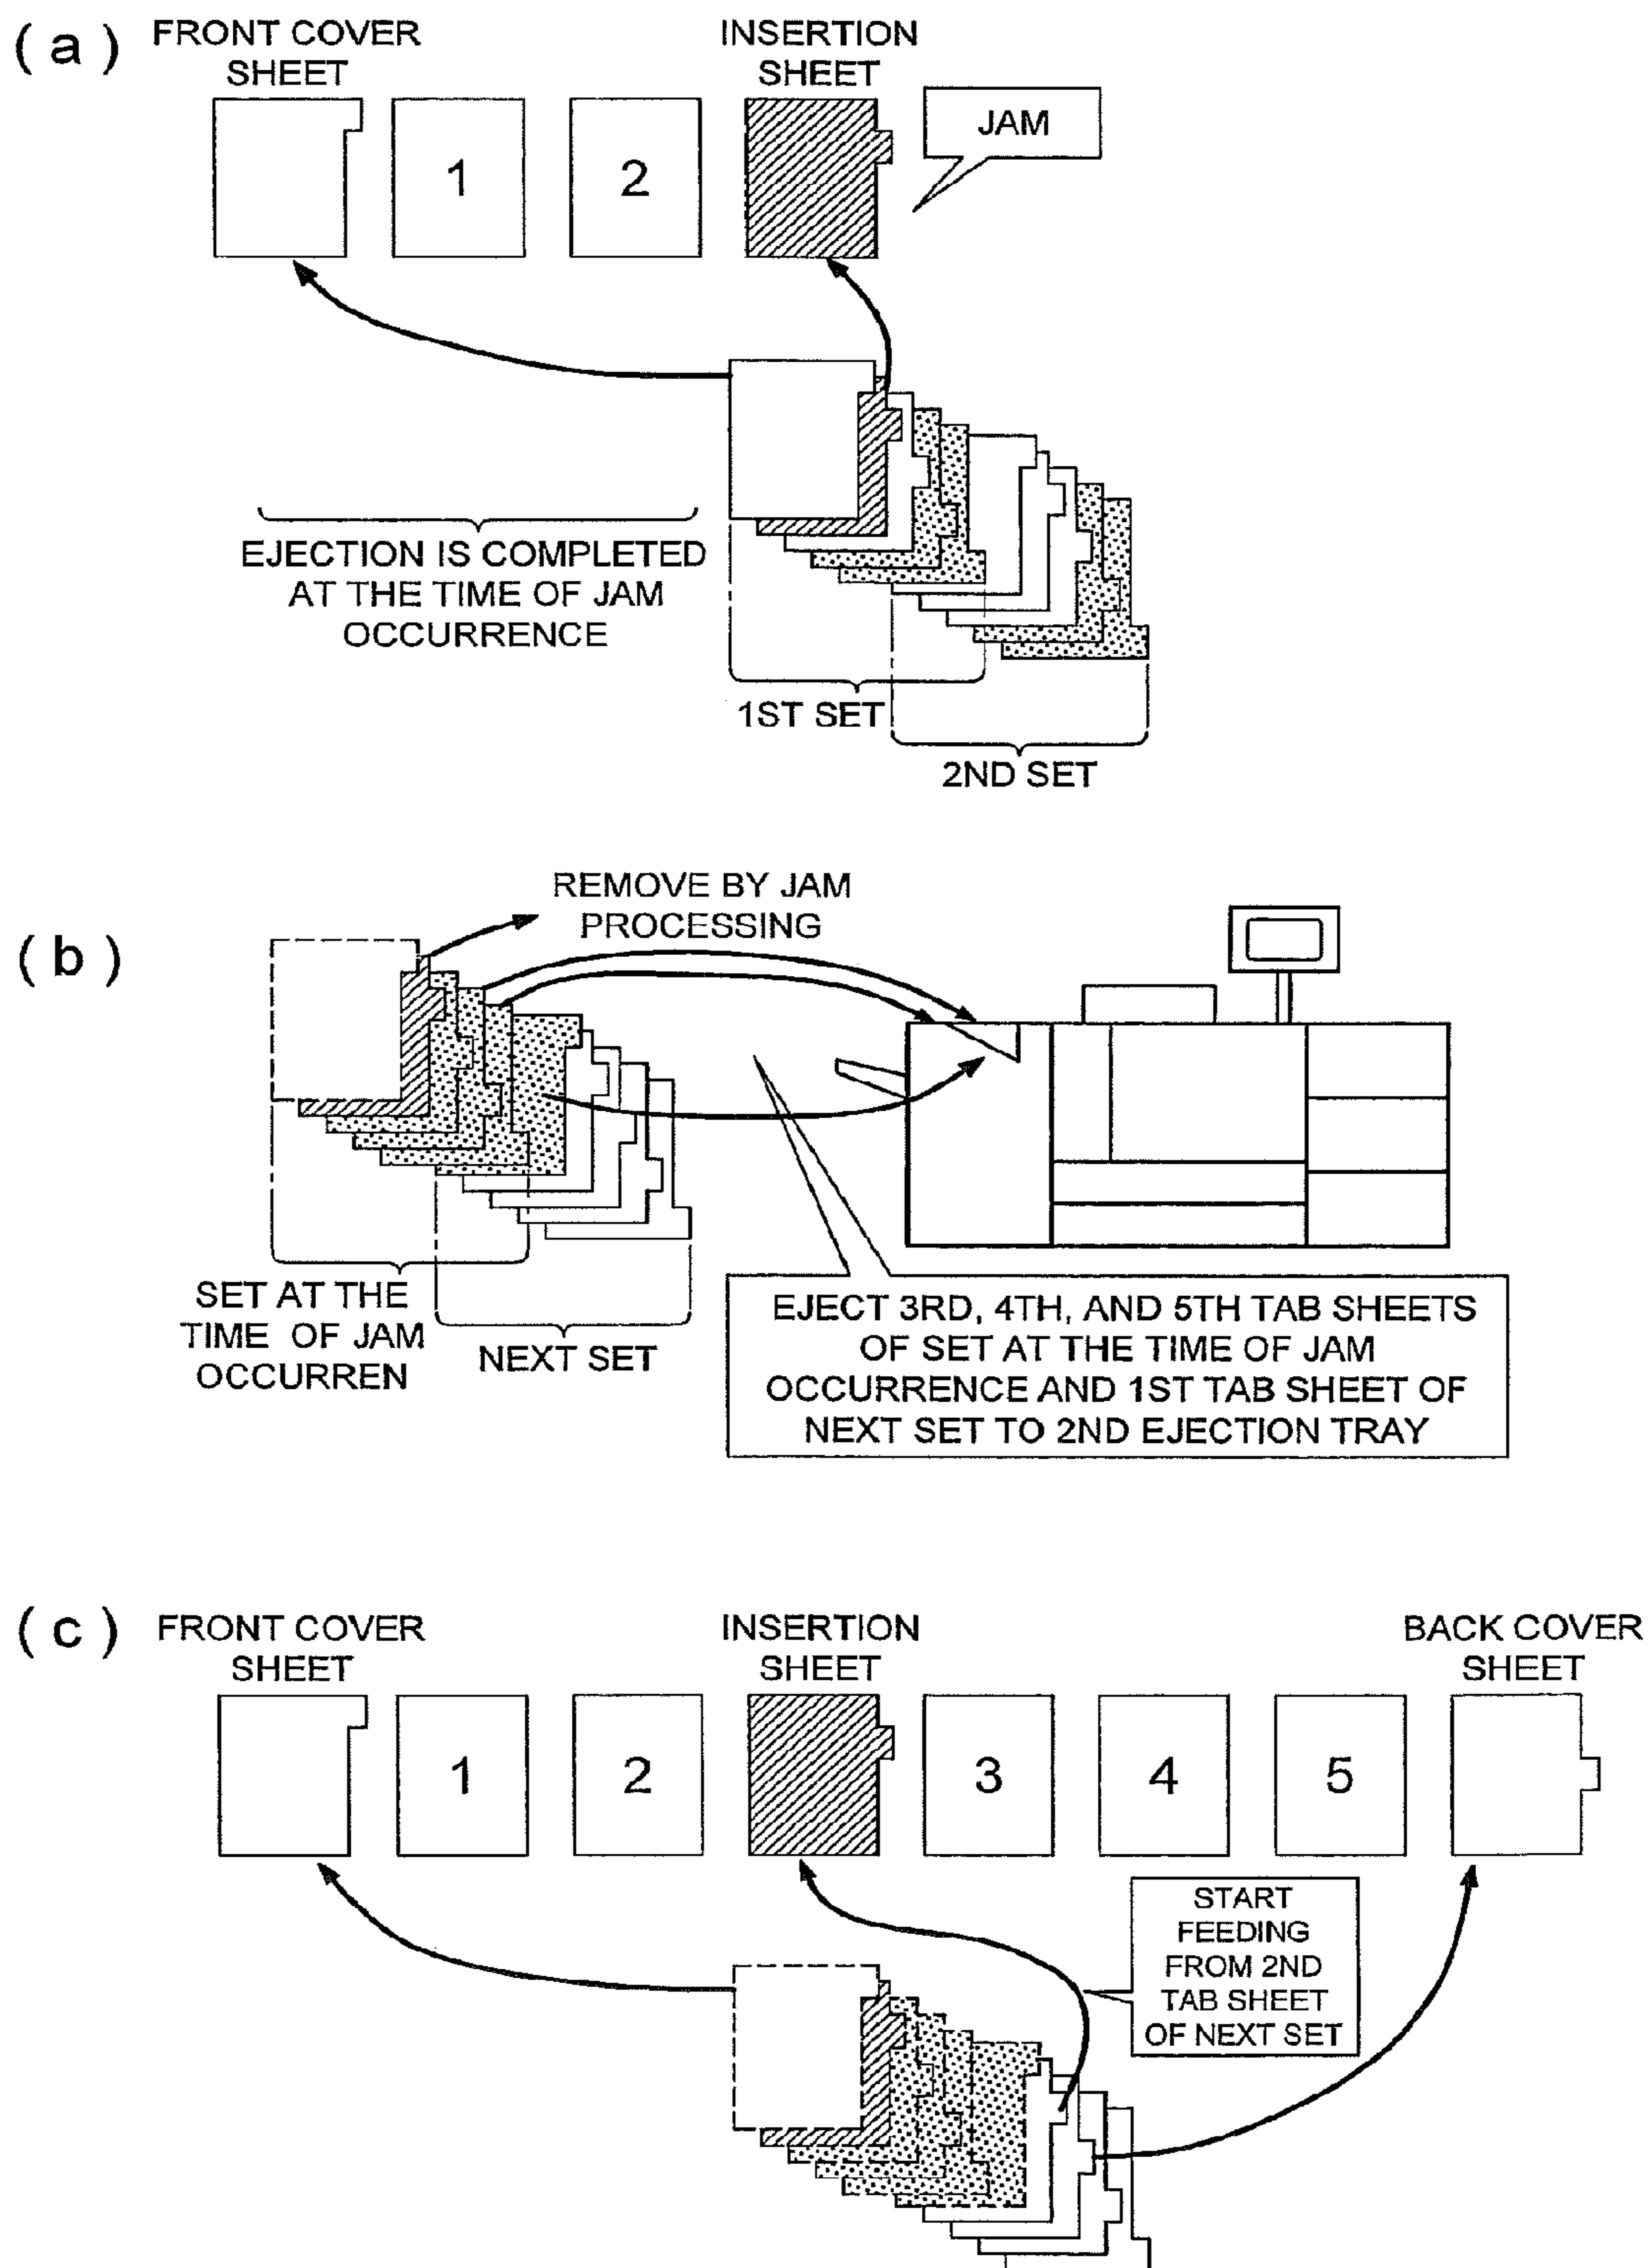 (a)
FRONT COVER
SHEET
INSERTION
SHEET
JAM
1
2
EJECTION IS COMPLETED
AT THE TIME OF JAM
OCCURRENCE
1ST SET
2ND SET
(b)
REMOVE BY JAM
PROCESSING
SET AT THE
TIME OF JAM
OCCURREN
NEXT SET
EJECT 3RD, 4TH, AND 5TH TAB SHEETS
OF SET AT THE TIME OF JAM
OCCURRENCE AND 1ST TAB SHEET OF
NEXT SET TO 2ND EJECTION TRAY
(c)
FRONT COVER
SHEET
INSERTION
SHEET
BACK COVER
SHEET
1
2
3
4
5
START
FEEDING
FROM 2ND
TAB SHEET
OF NEXT SET